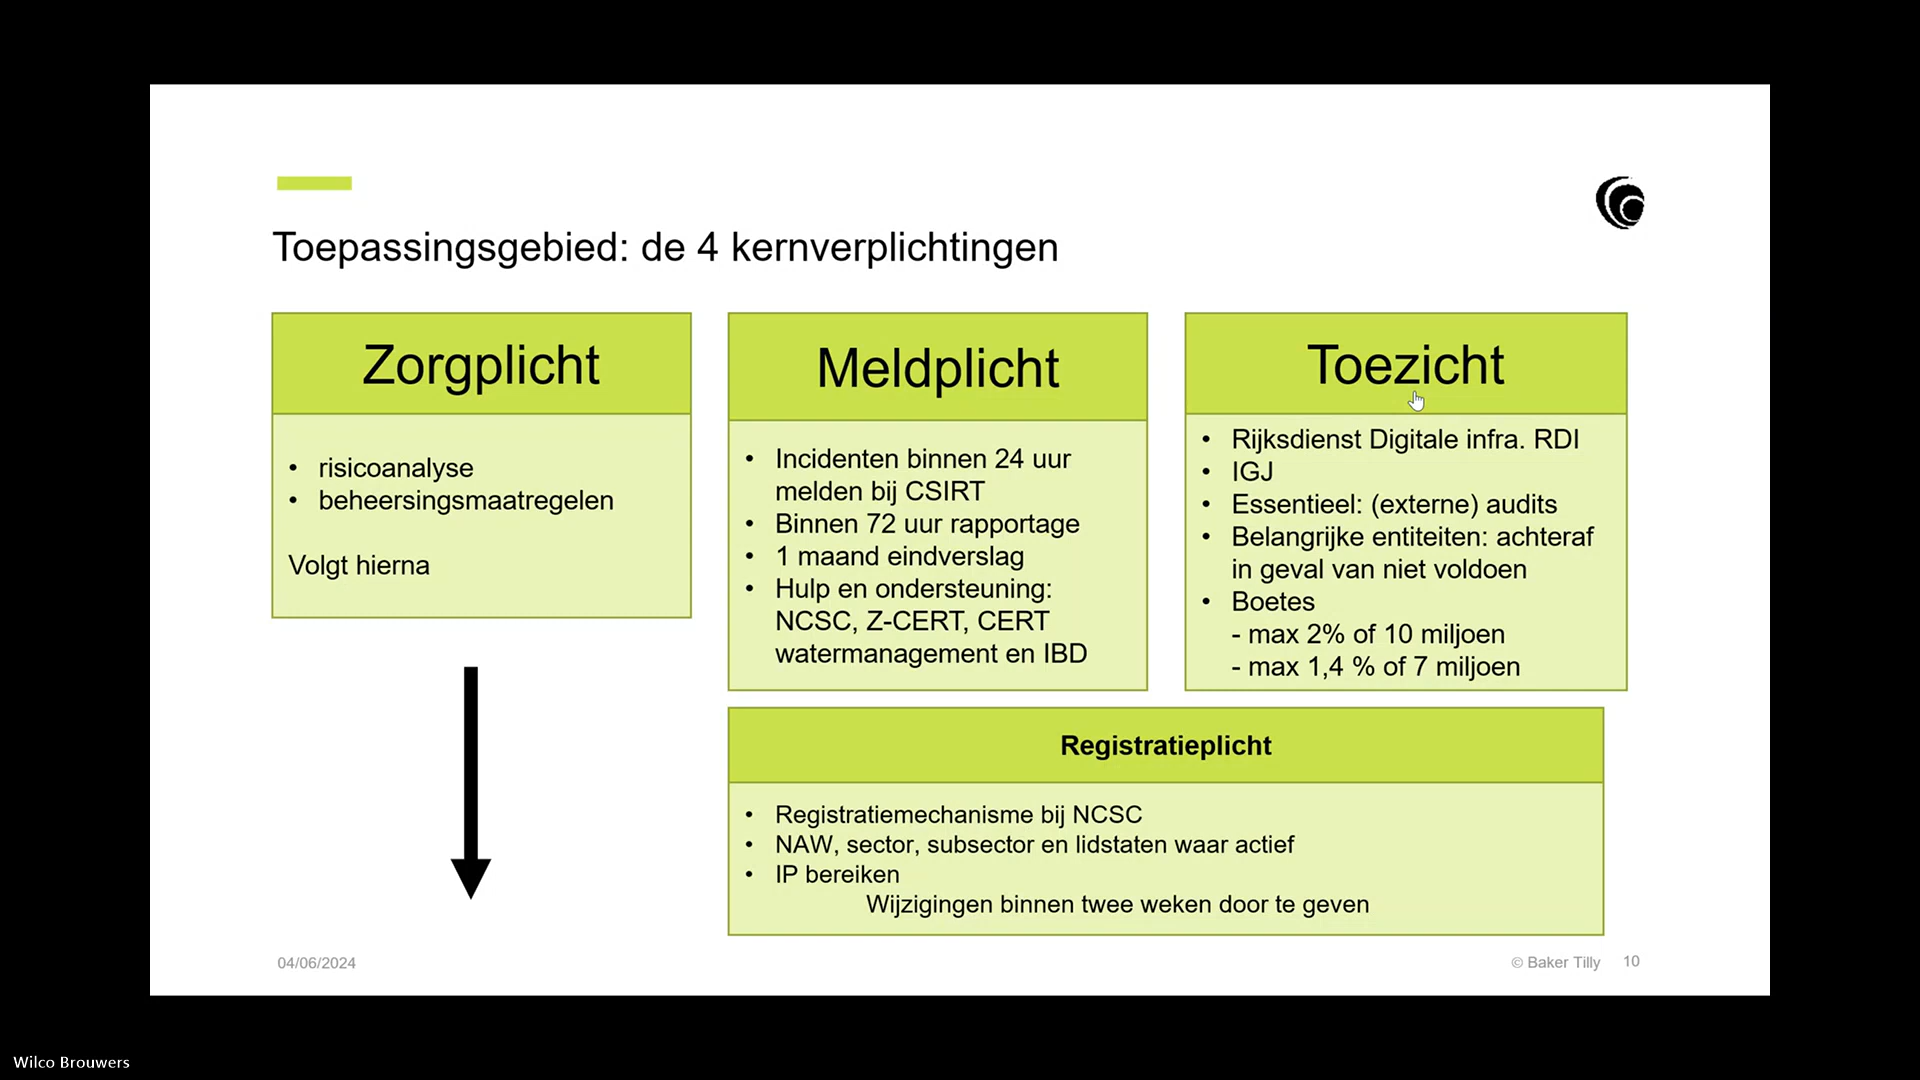 Toepassingsgebied: de 4 kernverplichtingen
Zorgplicht
• risicoanalyse
• beheersingsmaatregelen
Volgt hierna
Meldplicht
• Incidenten binnen 24 uur
melden bij CSIRT
• Binnen 72 uur rapportage
• 1 maand eindverslag
• Hulp en ondersteuning:
NCSC, Z-CERT, CERT
watermanagement en IBD
Toezicht
• Rijksdienst Digitale infra. RDI
• IGJ
• Essentieel: (externe) audits
• Belangrijke entiteiten: achteraf
in geval van niet voldoen
• Boetes
- max 2% of 10 miljoen
- max 1,4 % of 7 miljoen
Registratieplicht
• Registratiemechanisme bij NCSC
• NAW, sector, subsector en lidstaten waar actief
• IP bereiken
Wijzigingen binnen twee weken door te geven
04/06/2024
© Baker Tilly 10
Wilco Brouwers